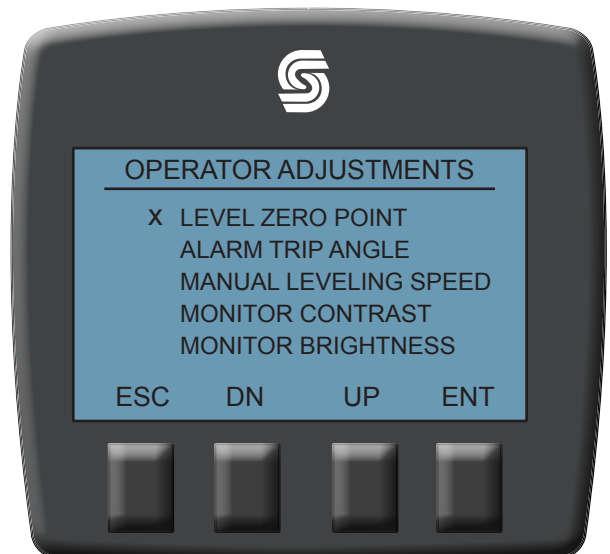 OPERATOR ADJUSTMENTS
X LEVEL ZERO POINT
ALARM TRIP ANGLE
MANUAL LEVELING SPEED
MONITOR CONTRAST
MONITOR BRIGHTNESS
ESC DN UP ENT